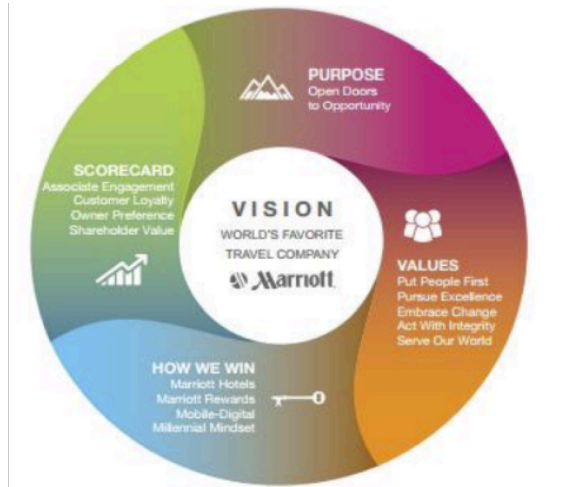 PURPOSE
Open Doors
to Opportunity
SCORECARD
Associate Engagement
Customer Loyalty
Owner Preference
Shareholder Value
VISION
WORLD'S FAVORITE
TRAVEL COMPANY
Marriott
VALUES
Put People First
Pursue Excellence
Embrace Change
Act With Integrity
Serve Our World
HOW WE WIN
Marriott Hotels
Marriott Rewards
Mobile-Digital
Millennial Mindset